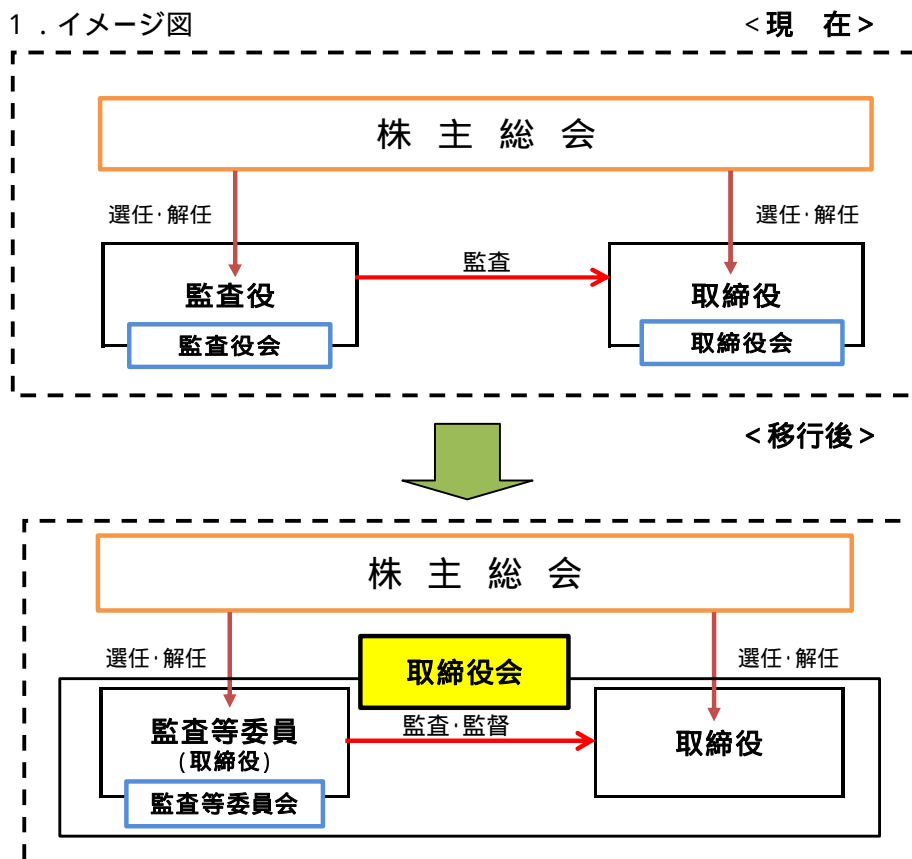 1 . イメージ図
<現 在>
株 主 総 会
選任･解任
選任･解任
監査
監査役
取締役
監査役会
取締役会
<移行後>
株 主 総 会
選任･解任
取締役会
選任･解任
監査･監督
監査等委員
(取締役)
取締役
監査等委員会